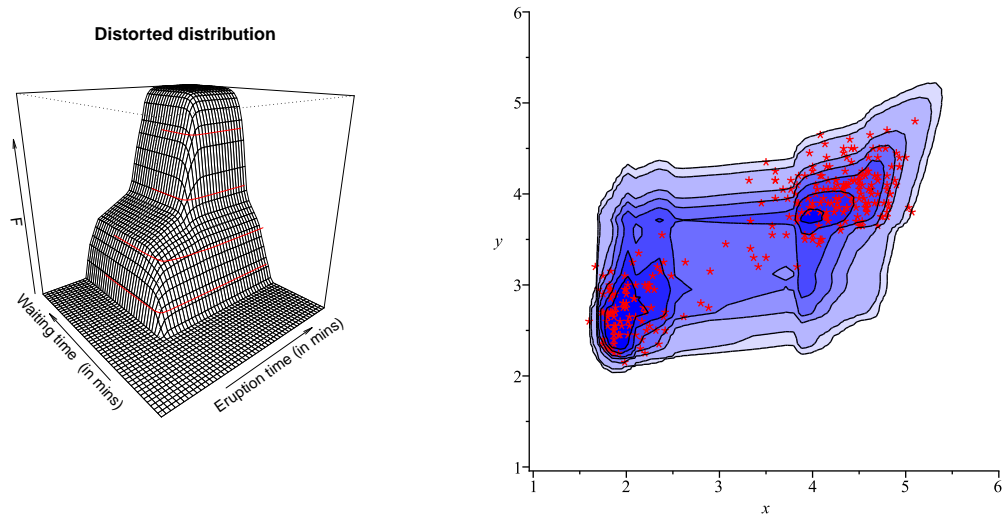 Distorted distribution
F
Waiting time (in mins)
Eruption time (in mins)
6
5
4
3
2
1
y
1 2 3 4 5 6
x